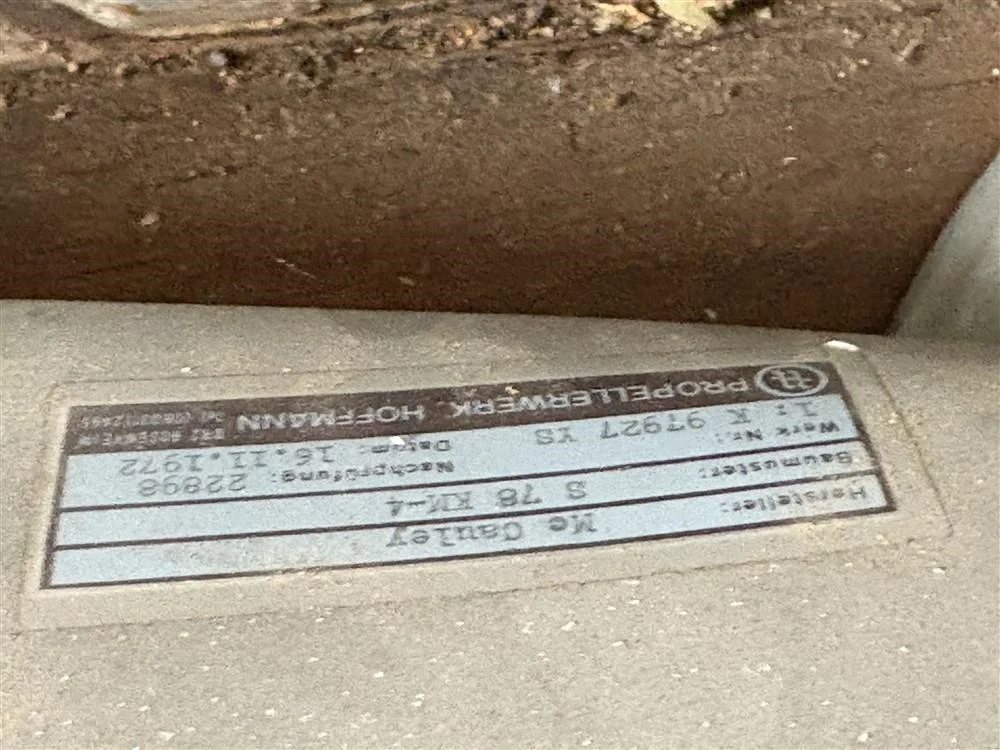 Hersteller: Mc Cauley
Baumuster: S 78 KM-4
Nachprüfung: 22898
Werk Nr.: 1: K 97927 YS Datum: 16.11.1972
H PROPELLERWERK HOFFMANN